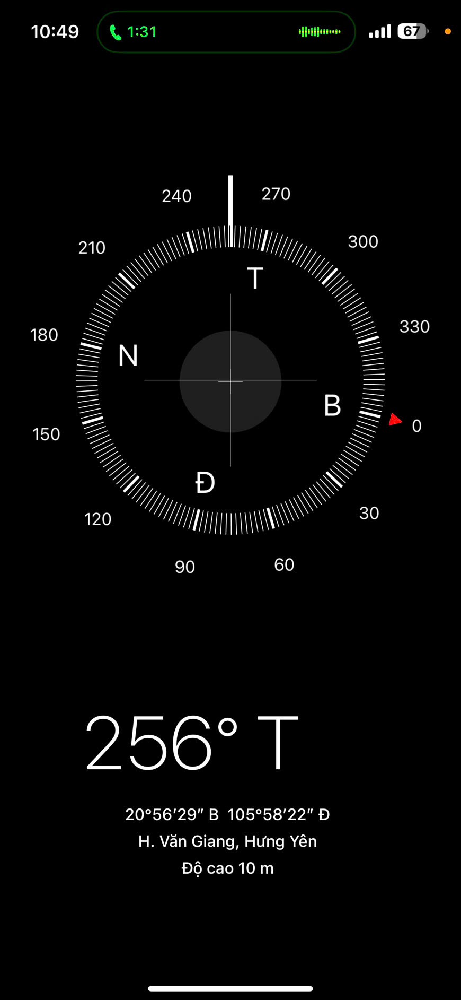 10:49 1:31 67
240 270
210 300
T
180 330
N
B
150 0
Đ
120 30
90 60
256° T
20°56′29″ B 105°58′22″ Đ
H. Văn Giang, Hưng Yên
Độ cao 10 m